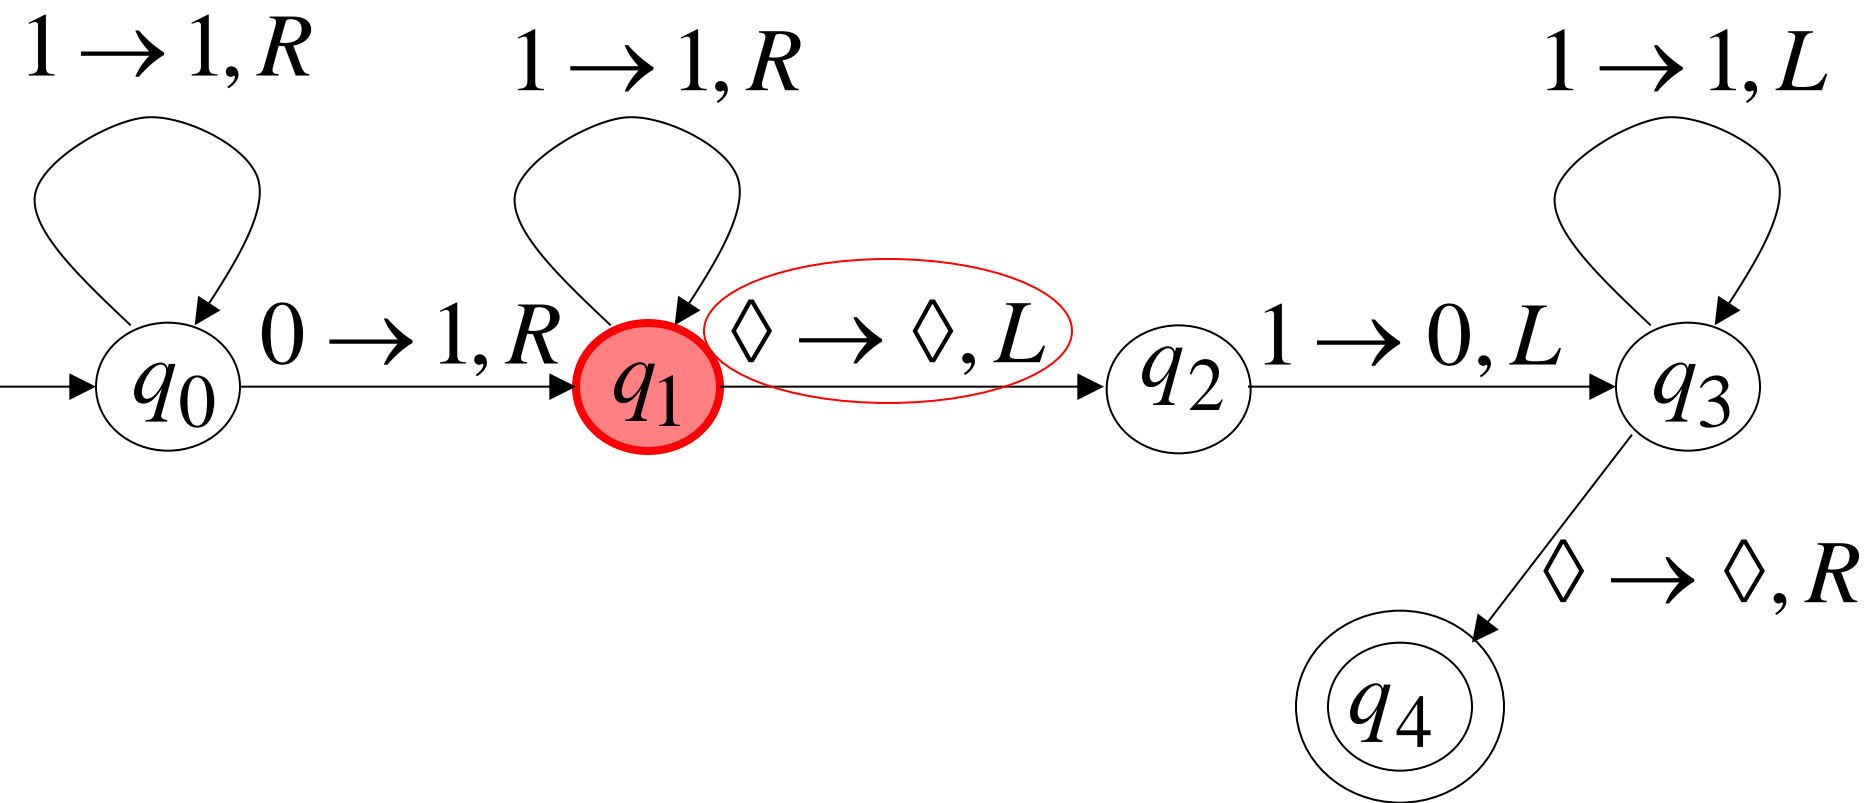 1 → 1, R
1 → 1, R
1 → 1, L
0 → 1, R
◊ → ◊, L
1 → 0, L
q0
q1
q2
q3
◊ → ◊, R
q4